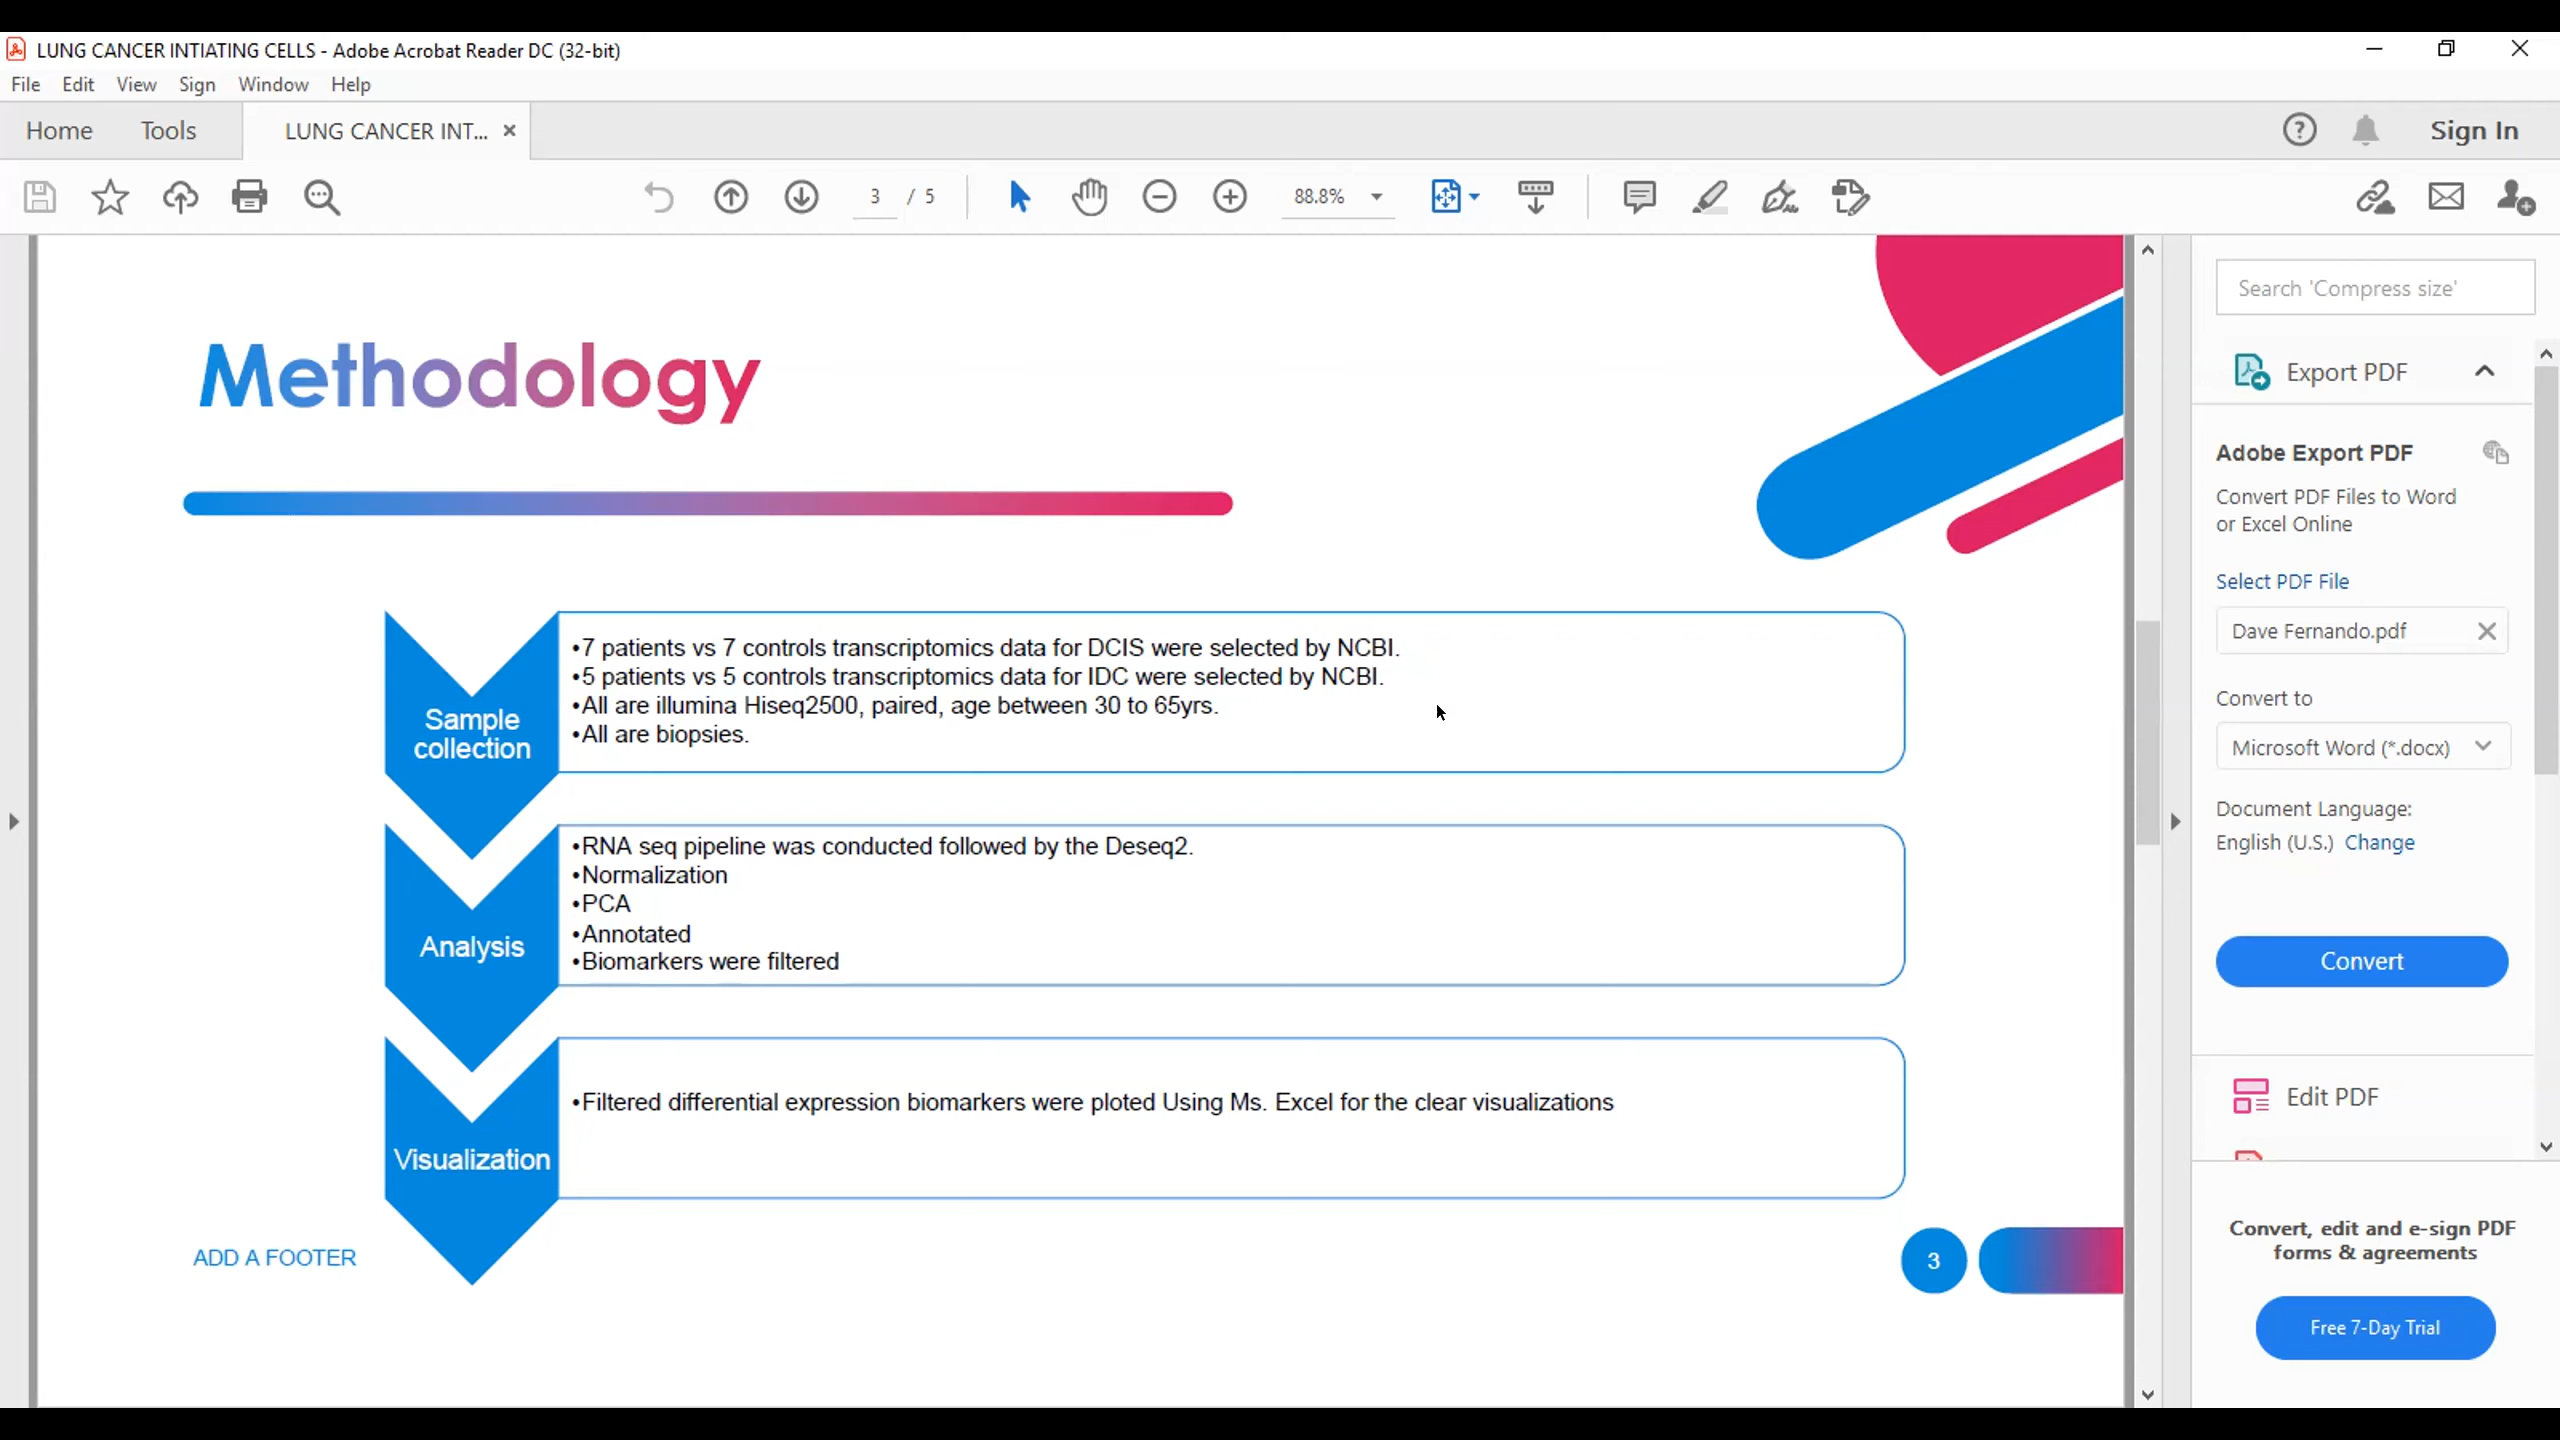 LUNG CANCER INTIATING CELLS - Adobe Acrobat Reader DC (32-bit)
File Edit View Sign Window Help
Home Tools LUNG CANCER INT... Sign In
3 / 5 88.8%
Methodology
Sample
collection
•7 patients vs 7 controls transcriptomics data for DCIS were selected by NCBI.
•5 patients vs 5 controls transcriptomics data for IDC were selected by NCBI.
•All are illumina Hiseq2500, paired, age between 30 to 65yrs.
•All are biopsies.
Analysis
•RNA seq pipeline was conducted followed by the Deseq2.
•Normalization
•PCA
•Annotated
•Biomarkers were filtered
Visualization
•Filtered differential expression biomarkers were ploted Using Ms. Excel for the clear visualizations
ADD A FOOTER
3
Search 'Compress size'
Export PDF
Adobe Export PDF
Convert PDF Files to Word
or Excel Online
Select PDF File
Dave Fernando.pdf
Convert to
Microsoft Word (*.docx)
Document Language:
English (U.S.) Change
Convert
Edit PDF
Convert, edit and e-sign PDF
forms & agreements
Free 7-Day Trial